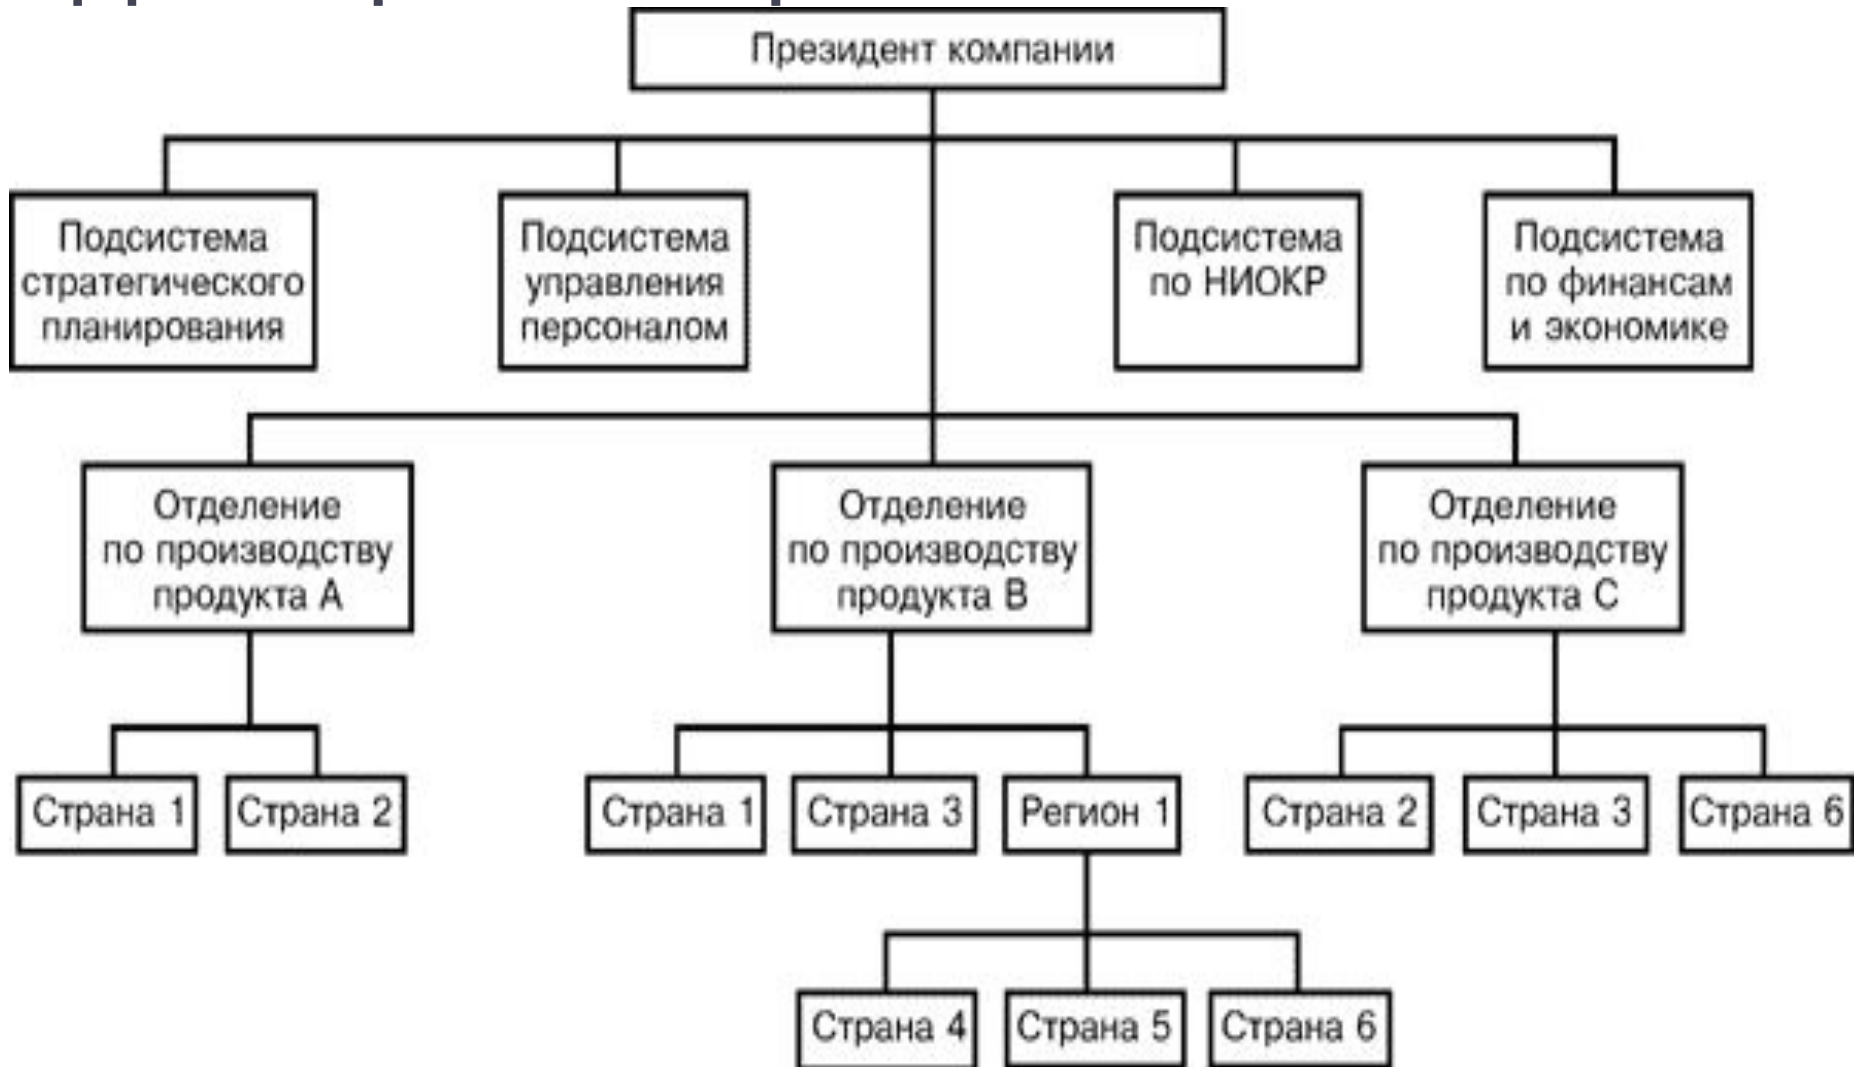 Президент компании
Подсистема
стратегического
планирования
Подсистема
управления
персоналом
Подсистема
по НИОКР
Подсистема
по финансам
и экономике
Отделение
по производству
продукта А
Отделение
по производству
продукта В
Отделение
по производству
продукта С
Страна 1
Страна 2
Страна 1
Страна 3
Регион 1
Страна 2
Страна 3
Страна 6
Страна 4
Страна 5
Страна 6